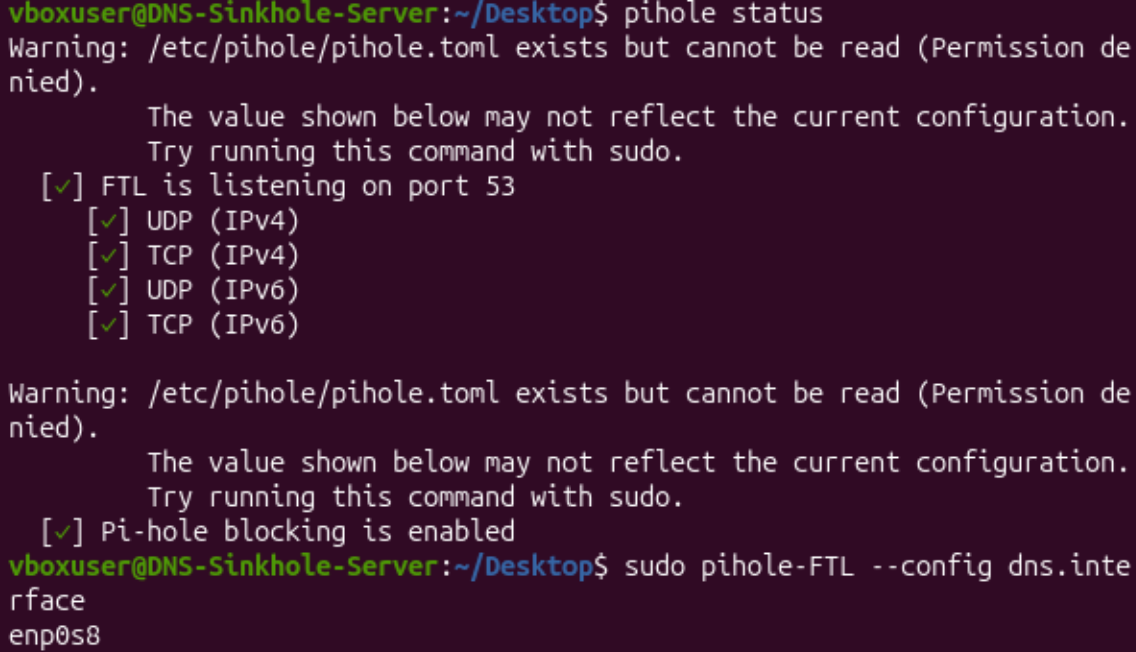 vboxuser@DNS-Sinkhole-Server:~/Desktop$ pihole status
Warning: /etc/pihole/pihole.toml exists but cannot be read (Permission de
nied).
         The value shown below may not reflect the current configuration.
         Try running this command with sudo.
  [✓] FTL is listening on port 53
     [✓] UDP (IPv4)
     [✓] TCP (IPv4)
     [✓] UDP (IPv6)
     [✓] TCP (IPv6)

Warning: /etc/pihole/pihole.toml exists but cannot be read (Permission de
nied).
         The value shown below may not reflect the current configuration.
         Try running this command with sudo.
  [✓] Pi-hole blocking is enabled
vboxuser@DNS-Sinkhole-Server:~/Desktop$ sudo pihole-FTL --config dns.inte
rface
enp0s8